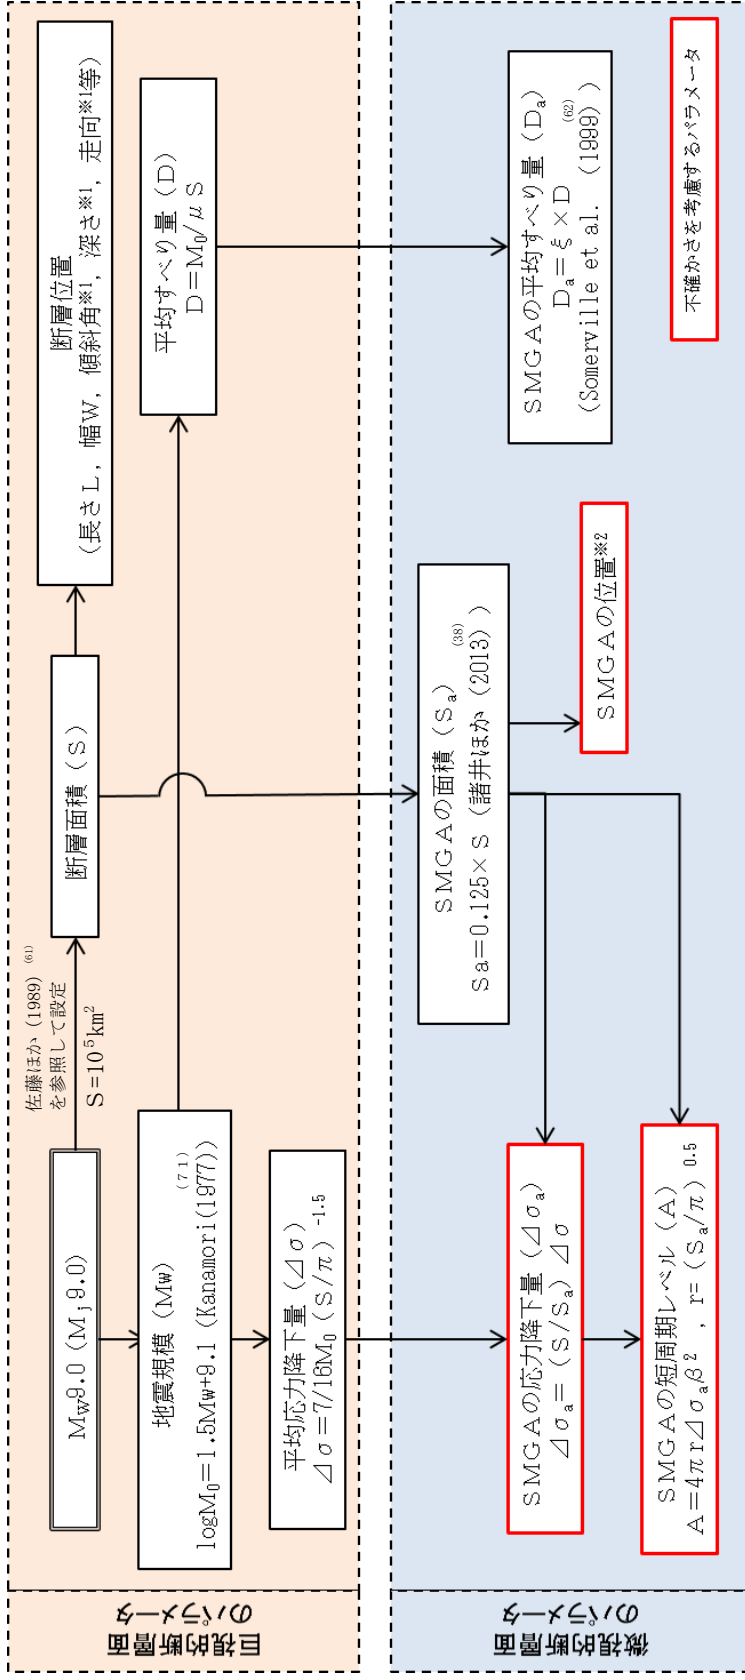 巨視的断層面
のパラメータ
Mw9.0 (Mj9.0)
佐藤ほか (1989) (61)
を参照して設定
S=10⁵km²
断層面積 (S)
断層位置
(長さL, 幅W, 傾斜角※1, 深さ※1, 走向※1等)
地震規模 (Mw)
logM₀=1.5Mw+9.1 (Kanamori(1977)) (71)
平均すべり量 (D)
D=M₀/μS
平均応力降下量 (Δσ)
Δσ=7/16M₀ (S/π) -1.5
微視的断層面
のパラメータ
SMGAの面積 (Sa)
Sa=0.125×S (諸井ほか (2013) ) (38)
SMGAの平均すべり量 (Da)
Da=ξ×D
(Somerville et al. (1999) ) (62)
SMGAの応力降下量 (Δσa)
Δσa= (S/Sa) Δσ
SMGAの位置※2
SMGAの短周期レベル (A)
A=4πrΔσaβ² , r= (Sa/π) 0.5
不確かさを考慮するパラメータ